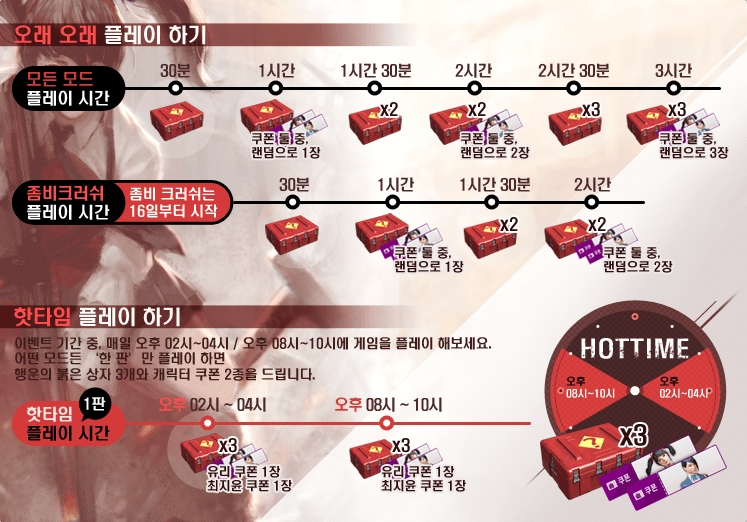 오래 오래 플레이 하기
모든 모드
플레이 시간
30분
1시간
1시간 30분
2시간
2시간 30분
3시간
쿠폰 둘 중,
랜덤으로 1장
x2
x2
쿠폰 둘 중,
랜덤으로 2장
x3
x3
쿠폰 둘 중,
랜덤으로 3장
좀비크러쉬
플레이 시간
좀비 크러쉬는
16일부터 시작
30분
1시간
1시간 30분
2시간
쿠폰 둘 중,
랜덤으로 1장
x2
x2
쿠폰 둘 중,
랜덤으로 2장
핫타임 플레이 하기
이벤트 기간 중, 매일 오후 02시~04시 / 오후 08시~10시에 게임을 플레이 해보세요.
어떤 모드든 ‘한 판’ 만 플레이 하면
행운의 붉은 상자 3개와 캐릭터 쿠폰 2종을 드립니다.
핫타임 1판
플레이 시간
오후 02시 ~ 04시
오후 08시 ~ 10시
x3
유리 쿠폰 1장
최지윤 쿠폰 1장
x3
유리 쿠폰 1장
최지윤 쿠폰 1장
HOTTIME
오후
08시~10시
오후
02시~04시
x3
쿠폰
쿠폰